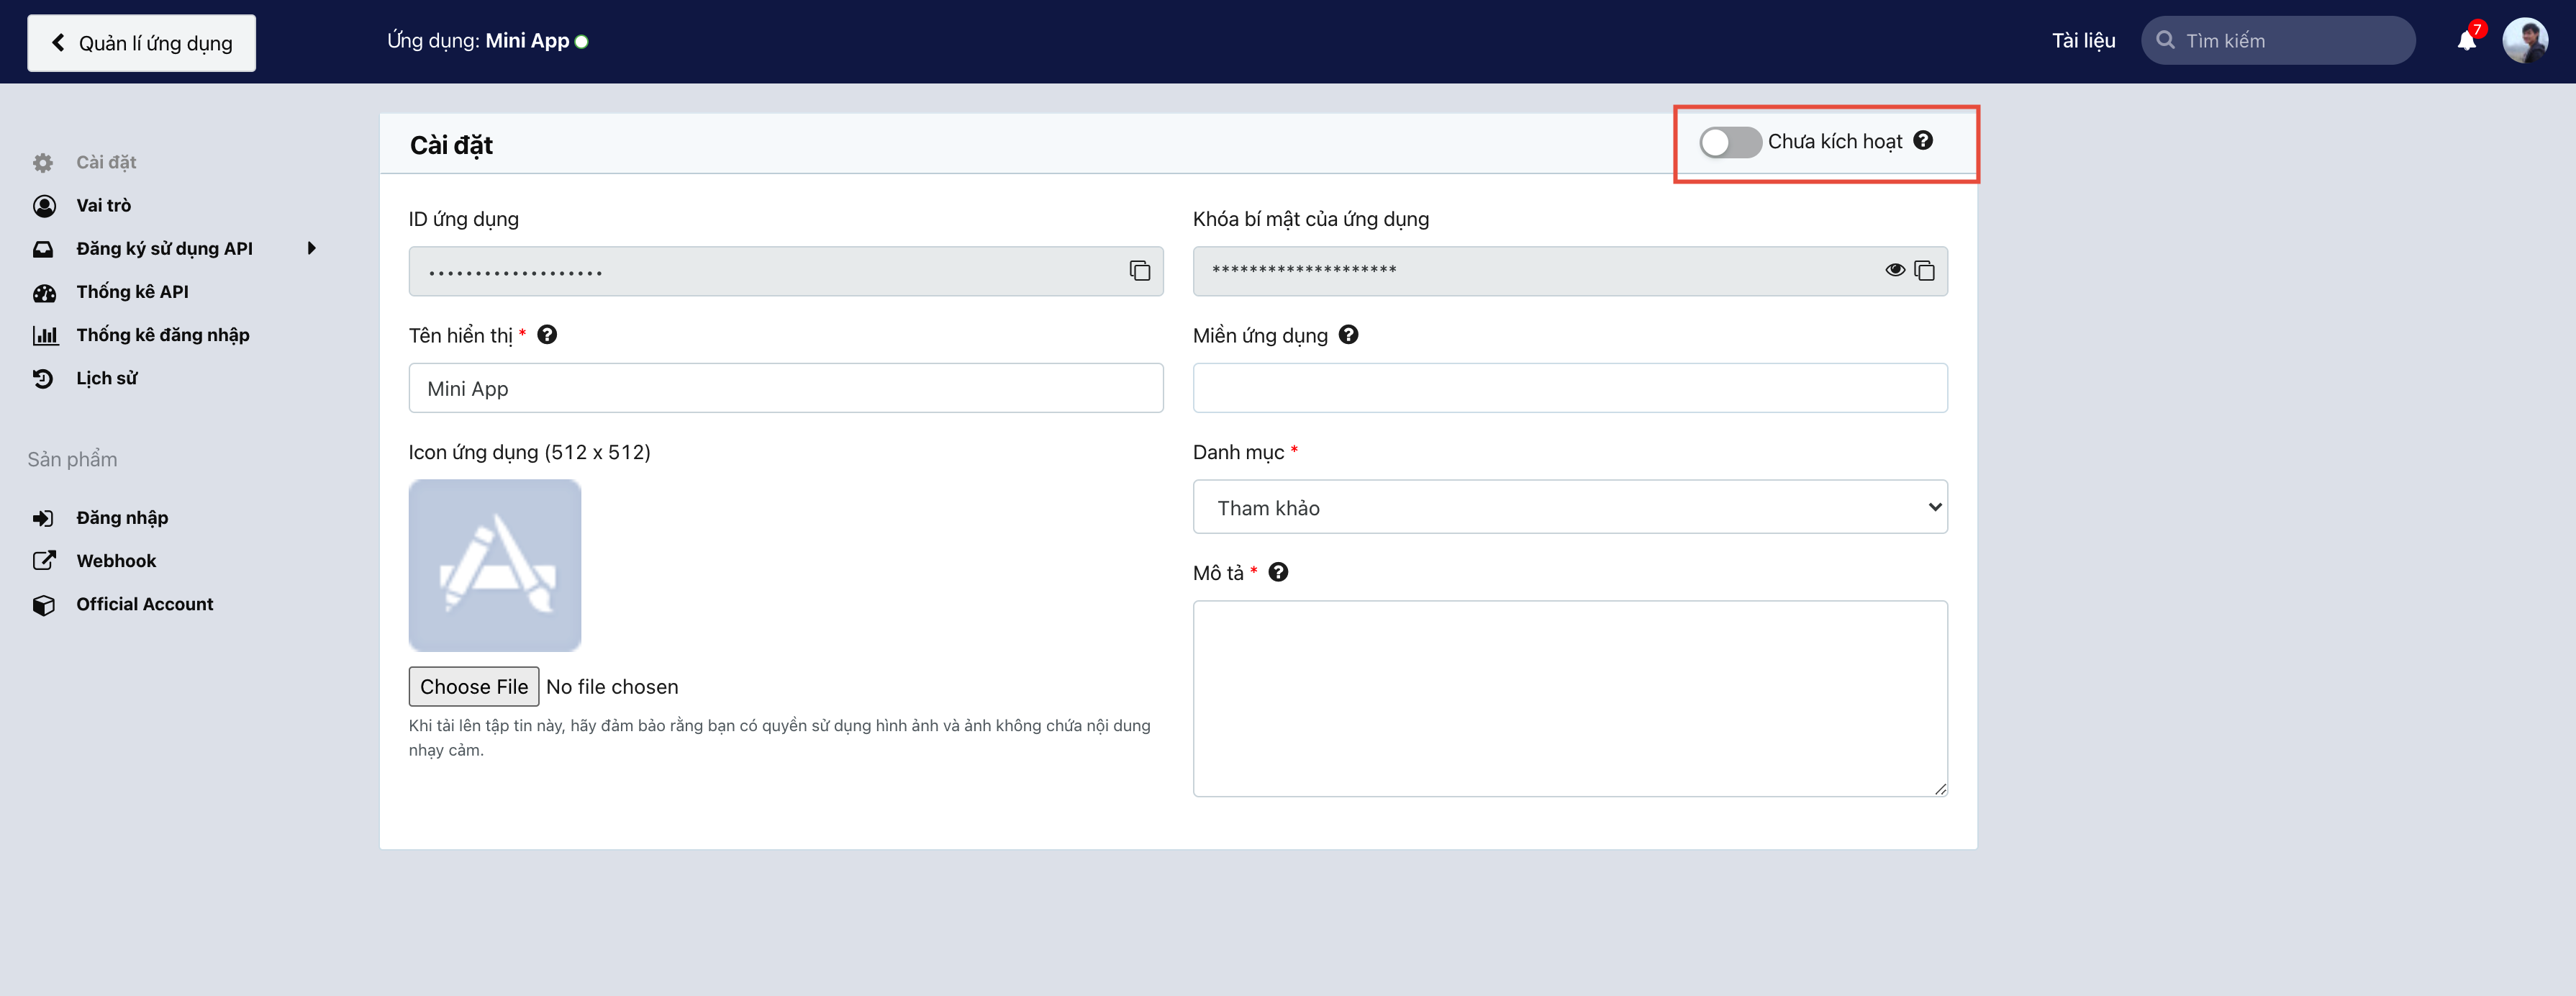 Quản lí ứng dụng
Ứng dụng: Mini App
Tài liệu
Tìm kiếm
7
Cài đặt
Vai trò
Đăng ký sử dụng API
Thống kê API
Thống kê đăng nhập
Lịch sử
Sản phẩm
Đăng nhập
Webhook
Official Account
Cài đặt
Chưa kích hoạt
ID ứng dụng
•••••••••••••••••••
Khóa bí mật của ứng dụng
********************
Tên hiển thị *
Mini App
Miền ứng dụng
Icon ứng dụng (512 x 512)
Choose File No file chosen
Khi tải lên tập tin này, hãy đảm bảo rằng bạn có quyền sử dụng hình ảnh và ảnh không chứa nội dung
nhạy cảm.
Danh mục *
Tham khảo
Mô tả *